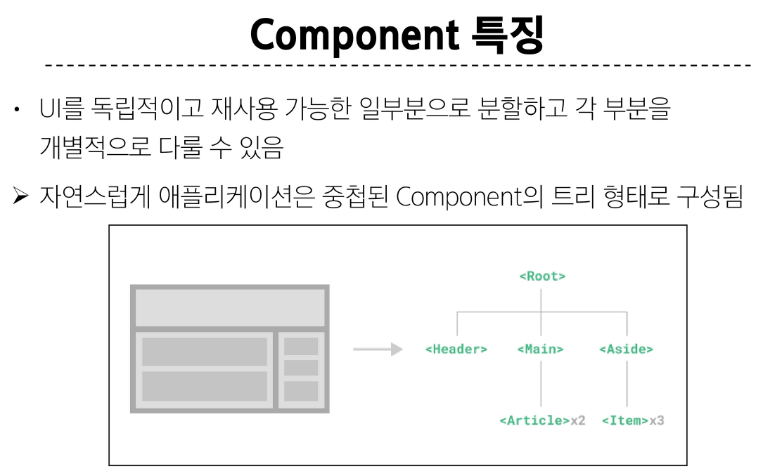 Component 특징
• UI를 독립적이고 재사용 가능한 일부분으로 분할하고 각 부분을
개별적으로 다룰 수 있음
➤ 자연스럽게 애플리케이션은 중첩된 Component의 트리 형태로 구성됨
<Root>
<Header> <Main> <Aside>
<Article>x2 <Item>x3